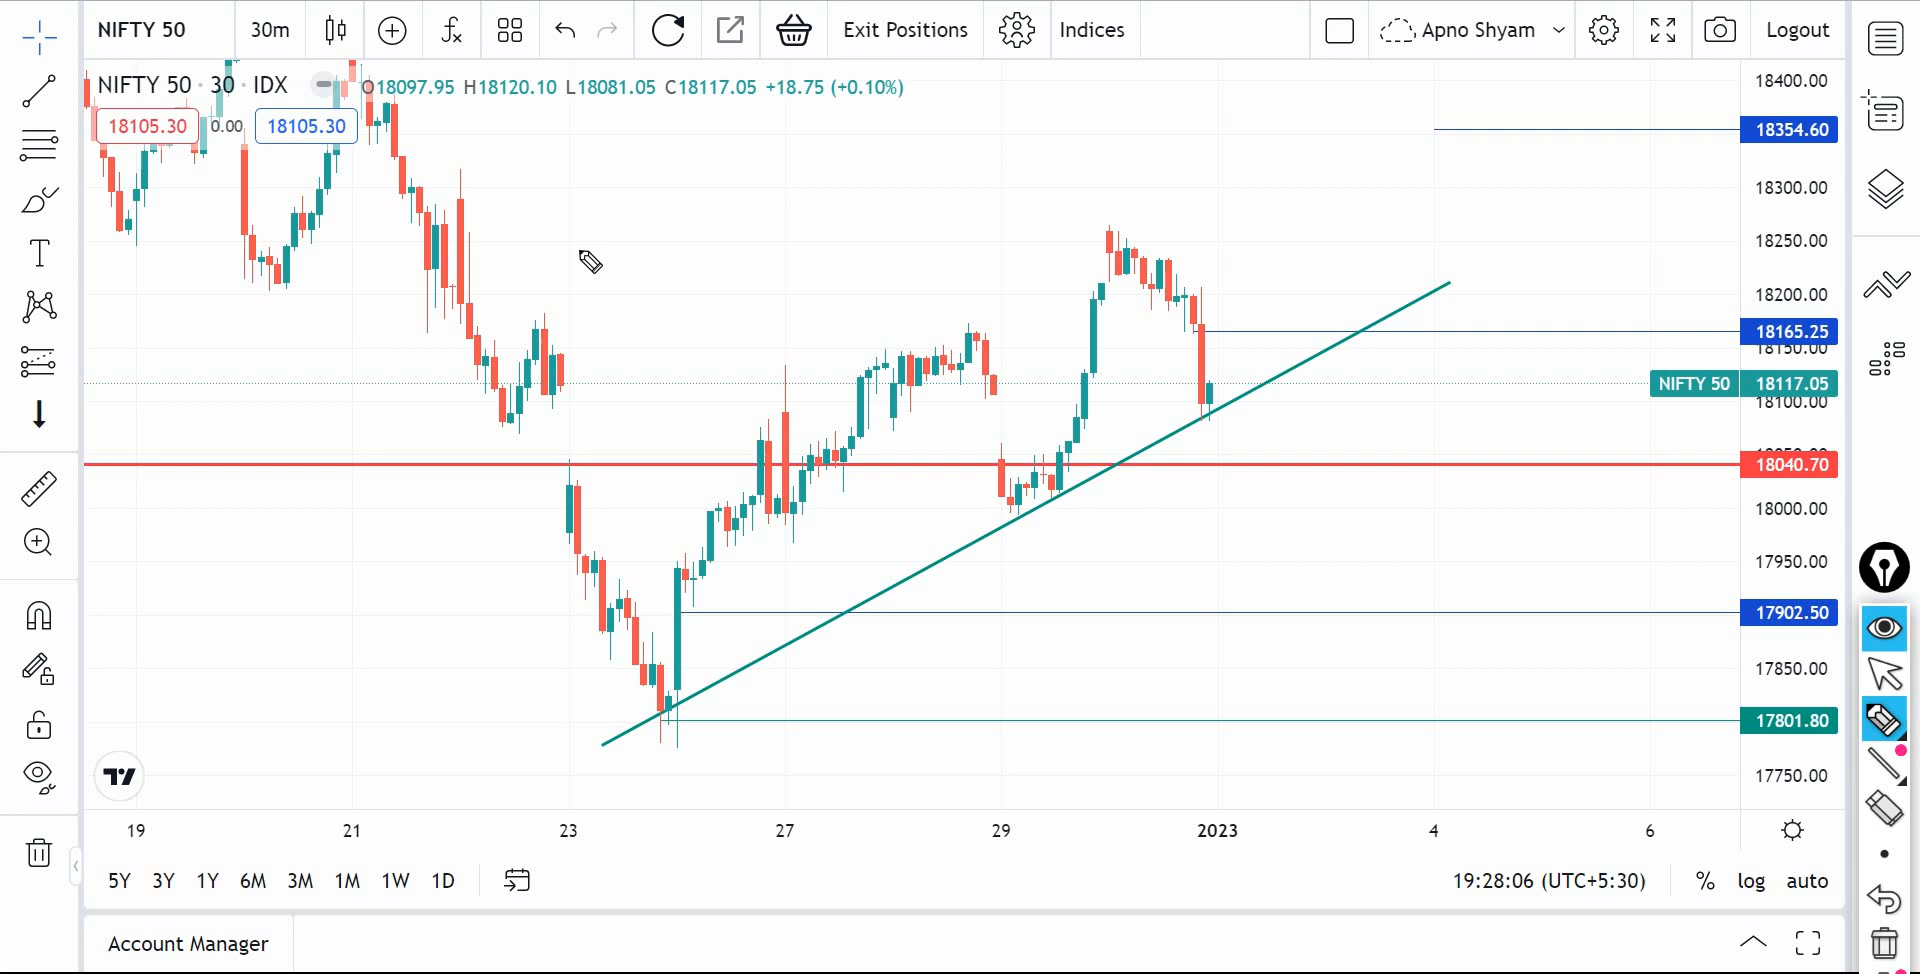 NIFTY 50 30m Exit Positions Indices Apno Shyam Logout
NIFTY 50 · 30 · IDX O18097.95 H18120.10 L18081.05 C18117.05 +18.75 (+0.10%)
18105.30 0.00 18105.30
18400.00
18354.60
18300.00
18250.00
18200.00
18165.25
18150.00
NIFTY 50 18117.05
18100.00
18040.70
18000.00
17950.00
17902.50
17850.00
17801.80
17750.00
19 21 23 27 29 2023 4 6
5Y 3Y 1Y 6M 3M 1M 1W 1D 19:28:06 (UTC+5:30) % log auto
Account Manager